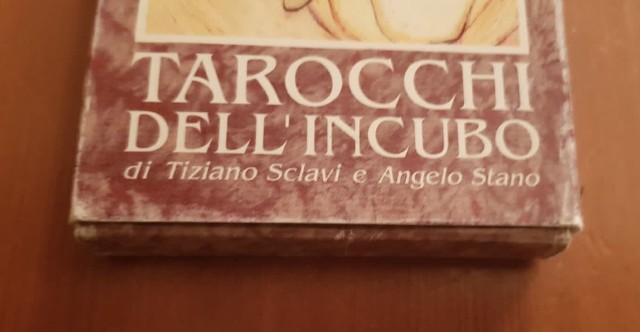 TAROCCHI
DELL'INCUBO
di Tiziano Sclavi e Angelo Stano